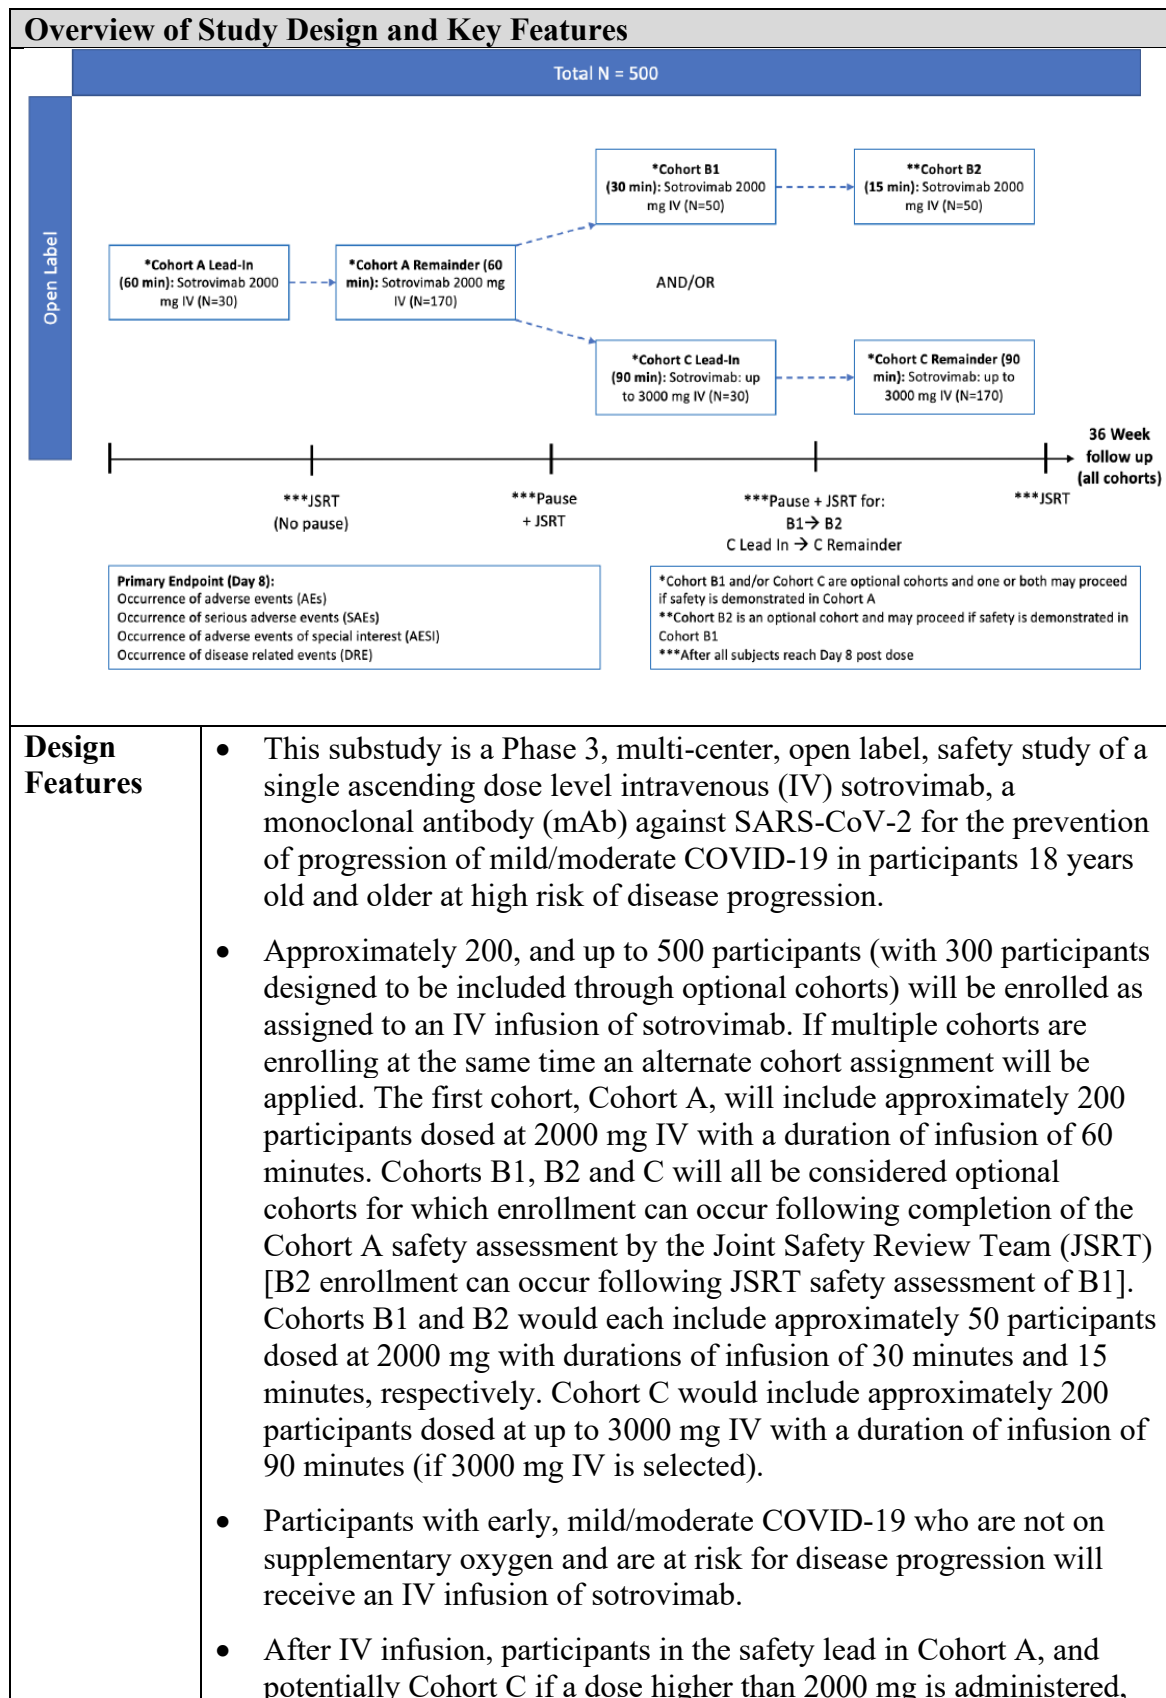 Overview of Study Design and Key Features
Total N = 500
Open Label
*Cohort A Lead-In
(60 min): Sotrovimab 2000
mg IV (N=30)
*Cohort A Remainder (60
min): Sotrovimab 2000 mg
IV (N=170)
*Cohort B1
(30 min): Sotrovimab 2000
mg IV (N=50)
**Cohort B2
(15 min): Sotrovimab 2000
mg IV (N=50)
AND/OR
*Cohort C Lead-In
(90 min): Sotrovimab: up
to 3000 mg IV (N=30)
*Cohort C Remainder (90
min): Sotrovimab: up to
3000 mg IV (N=170)
36 Week
follow up
(all cohorts)
***JSRT
(No pause)
***Pause
+ JSRT
***Pause + JSRT for:
B1→ B2
C Lead In → C Remainder
***JSRT
Primary Endpoint (Day 8):
Occurrence of adverse events (AEs)
Occurrence of serious adverse events (SAEs)
Occurrence of adverse events of special interest (AESI)
Occurrence of disease related events (DRE)
*Cohort B1 and/or Cohort C are optional cohorts and one or both may proceed
if safety is demonstrated in Cohort A
**Cohort B2 is an optional cohort and may proceed if safety is demonstrated in
Cohort B1
***After all subjects reach Day 8 post dose
Design
Features
• This substudy is a Phase 3, multi-center, open label, safety study of a
single ascending dose level intravenous (IV) sotrovimab, a
monoclonal antibody (mAb) against SARS-CoV-2 for the prevention
of progression of mild/moderate COVID-19 in participants 18 years
old and older at high risk of disease progression.
• Approximately 200, and up to 500 participants (with 300 participants
designed to be included through optional cohorts) will be enrolled as
assigned to an IV infusion of sotrovimab. If multiple cohorts are
enrolling at the same time an alternate cohort assignment will be
applied. The first cohort, Cohort A, will include approximately 200
participants dosed at 2000 mg IV with a duration of infusion of 60
minutes. Cohorts B1, B2 and C will all be considered optional
cohorts for which enrollment can occur following completion of the
Cohort A safety assessment by the Joint Safety Review Team (JSRT)
[B2 enrollment can occur following JSRT safety assessment of B1].
Cohorts B1 and B2 would each include approximately 50 participants
dosed at 2000 mg with durations of infusion of 30 minutes and 15
minutes, respectively. Cohort C would include approximately 200
participants dosed at up to 3000 mg IV with a duration of infusion of
90 minutes (if 3000 mg IV is selected).
• Participants with early, mild/moderate COVID-19 who are not on
supplementary oxygen and are at risk for disease progression will
receive an IV infusion of sotrovimab.
• After IV infusion, participants in the safety lead in Cohort A, and
potentially Cohort C if a dose higher than 2000 mg is administered,